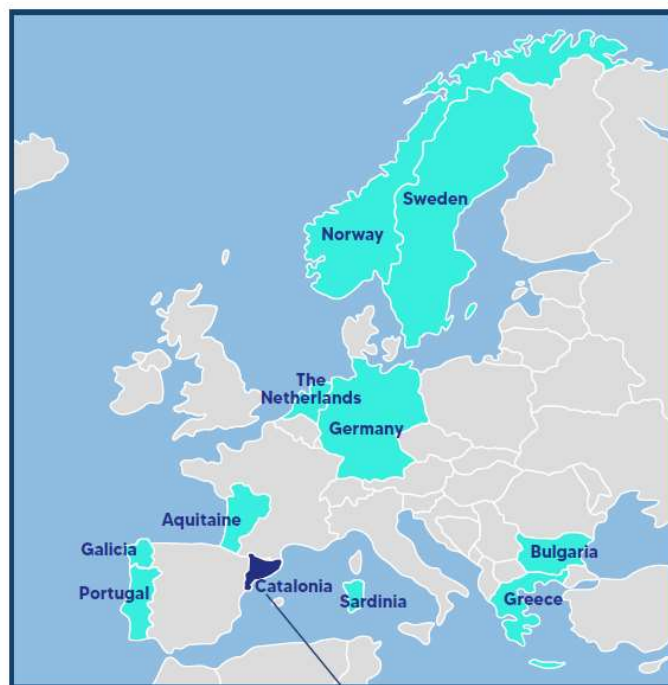 Sweden
Norway
The
Netherlands
Germany
Aquitaine
Galicia
Bulgaria
Portugal
Catalonia
Sardinia
Greece